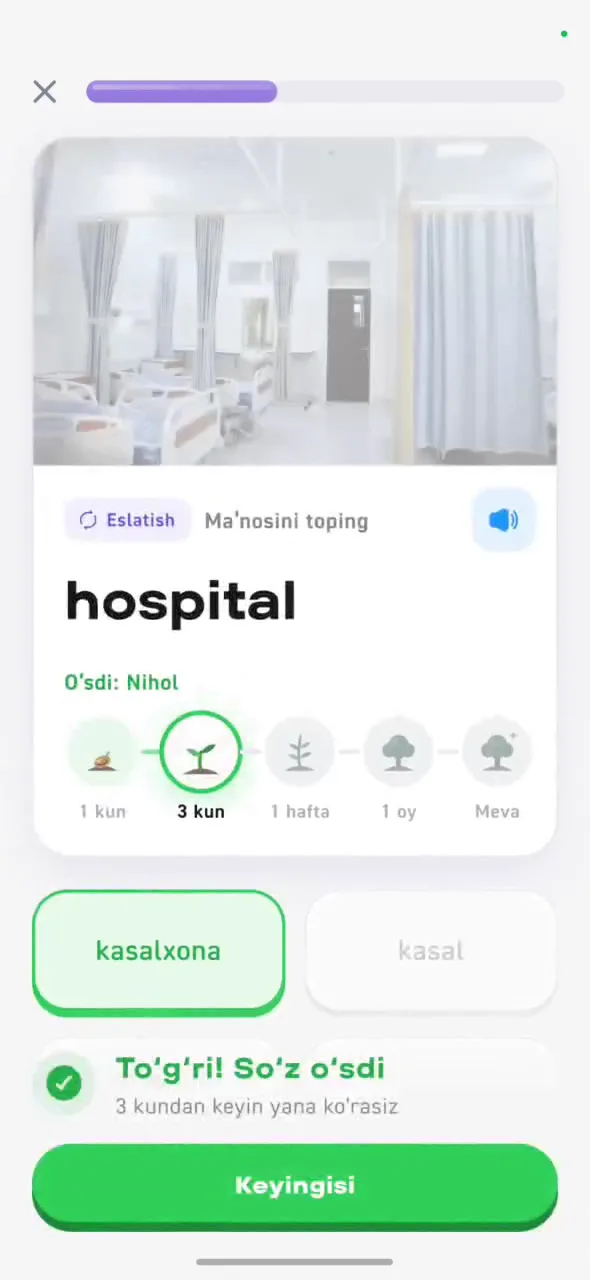 Eslatish
Ma'nosini toping
hospital
O'sdi: Nihol
1 kun
3 kun
1 hafta
1 oy
Meva
kasalxona
kasal
To‘g‘ri! So‘z o‘sdi
3 kundan keyin yana ko'rasiz
Keyingisi